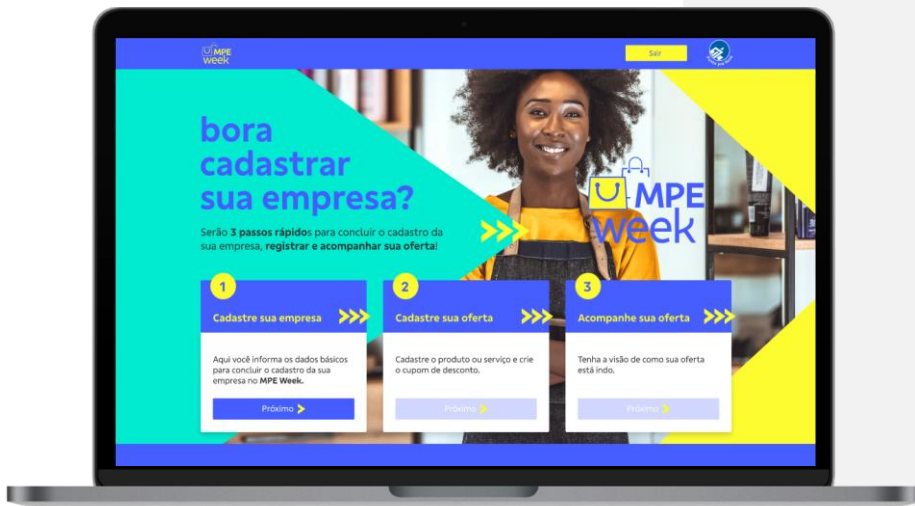 MPE
week
Sair
bora
cadastrar
sua empresa?
Serão 3 passos rápidos para concluir o cadastro da
sua empresa, registrar e acompanhar sua oferta!
MPE
week
1
Cadastre sua empresa
Aqui você informa os dados básicos
para concluir o cadastro da sua
empresa no MPE Week.
Próximo
2
Cadastre sua oferta
Cadastre o produto ou serviço e crie
o cupom de desconto.
Próximo
3
Acompanhe sua oferta
Tenha a visão de como sua oferta
está indo.
Próximo